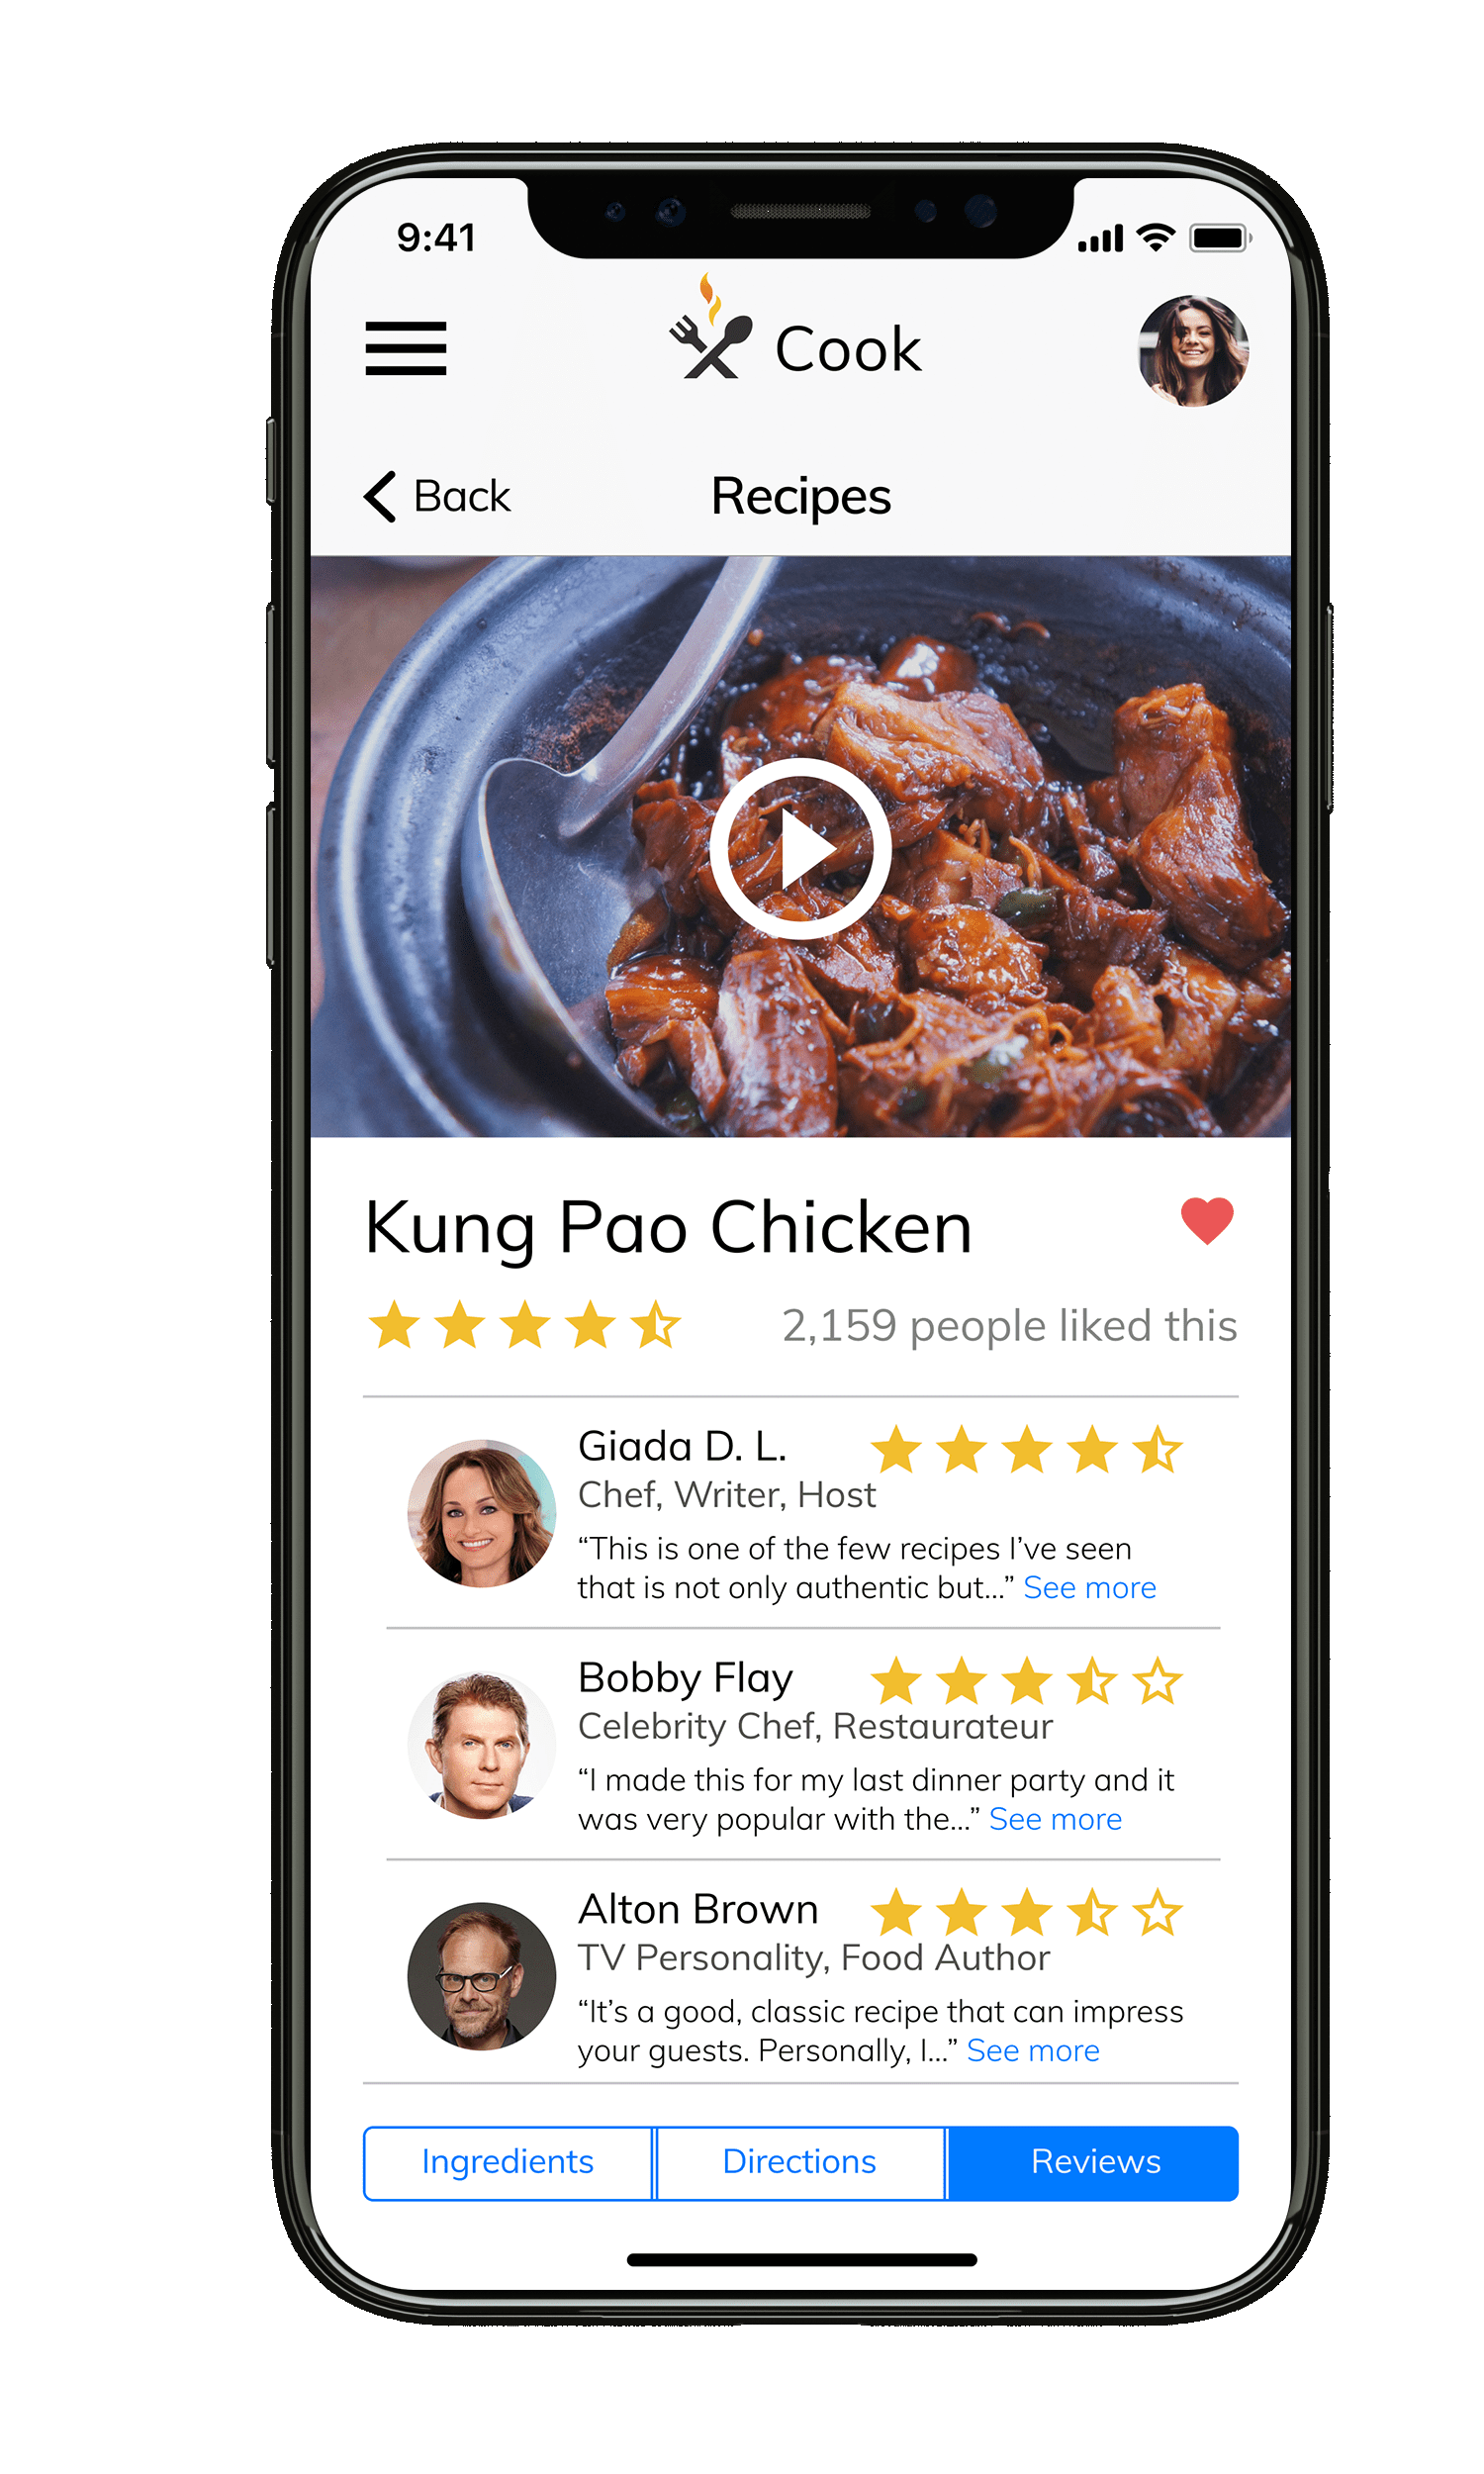 9:41
Cook
Back
Recipes
Kung Pao Chicken
2,159 people liked this
Giada D. L.
Chef, Writer, Host
“This is one of the few recipes I’ve seen
that is not only authentic but...” See more
Bobby Flay
Celebrity Chef, Restaurateur
“I made this for my last dinner party and it
was very popular with the...” See more
Alton Brown
TV Personality, Food Author
“It’s a good, classic recipe that can impress
your guests. Personally, I...” See more
Ingredients
Directions
Reviews